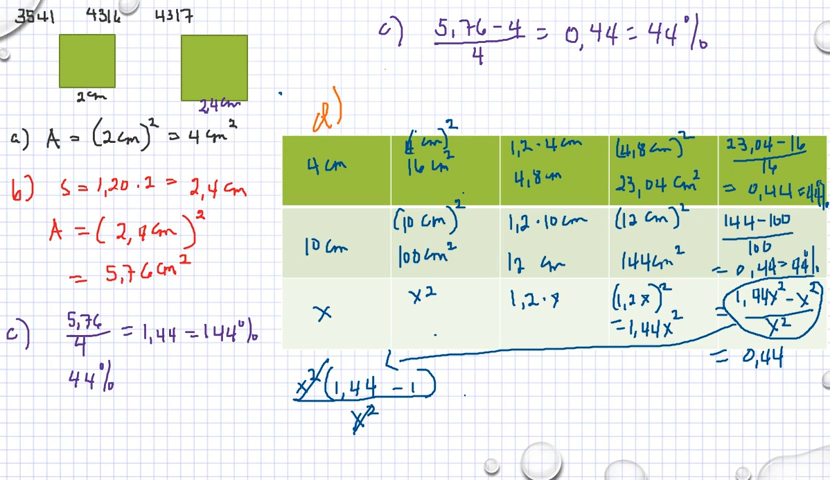 3541 4316 4317
2cm
2,4cm
a) A = (2cm)² = 4cm²
b) S = 1,20 · 2 = 2,4cm
A = (2,4cm)²
= 5,76cm²
c) 5,76/4 = 1,44 = 144%
44%
c) (5,76 - 4)/4 = 0,44 = 44%
d)
4cm (4cm)² 16cm² 1,2 · 4cm 4,8cm (4,8cm)² 23,04cm² (23,04 - 16)/16 = 0,44 = 44%
10cm (10cm)² 100cm² 1,2 · 10cm 12cm (12cm)² 144cm² (144 - 100)/100 = 0,44 = 44%
x x² 1,2 · x (1,2x)² = 1,44x² = (1,44x² - x²)/x² = 0,44
x²(1,44 - 1)/x²